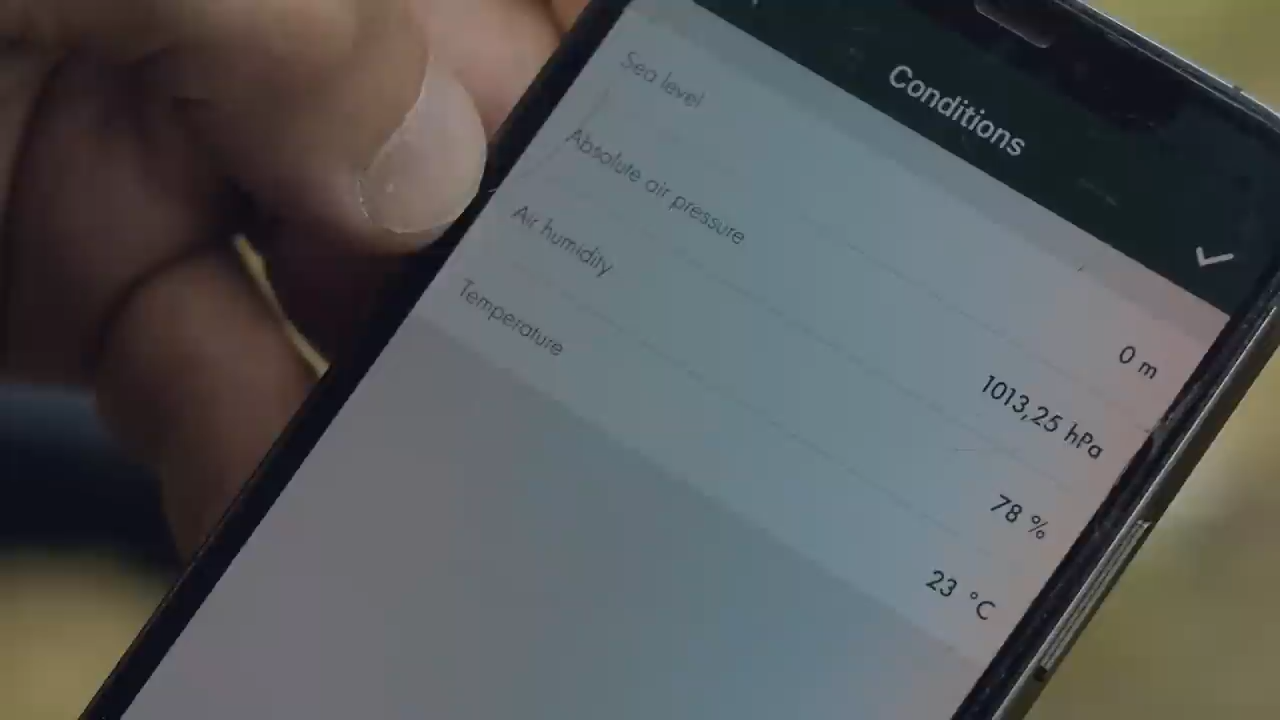 Conditions
Sea level 0 m
Absolute air pressure 1013,25 hPa
Air humidity 78 %
Temperature 23 °C